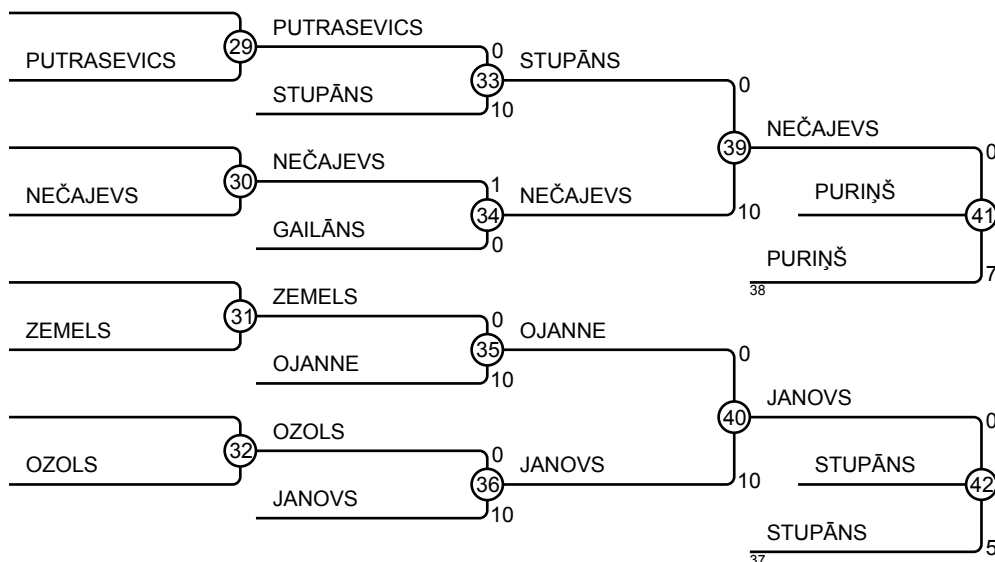 PUTRASEVICS
29
PUTRASEVICS
0
STUPĀNS
33
STUPĀNS
10
0
NEČAJEVS
30
NEČAJEVS
1
GAILĀNS
34
NEČAJEVS
0
39
NEČAJEVS
10
0
PURIŅŠ
41
PURIŅŠ
38
7
ZEMELS
31
ZEMELS
0
OJANNE
35
OJANNE
10
0
OZOLS
32
OZOLS
0
JANOVS
36
JANOVS
10
40
JANOVS
10
0
STUPĀNS
42
STUPĀNS
37
5